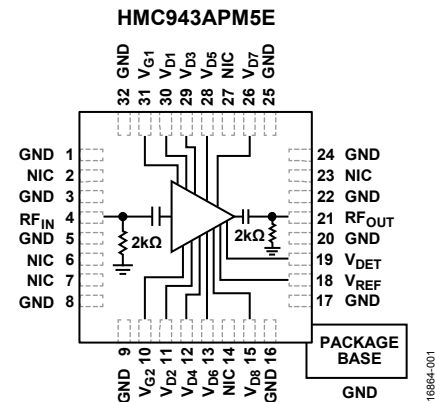 HMC943APM5E
32 GND
31 VG1
30 VD1
29 VD3
28 VD5
27 NIC
26 VD7
25 GND
GND 1
NIC 2
GND 3
RFIN 4
GND 5
NIC 6
NIC 7
GND 8
2kΩ
2kΩ
24 GND
23 NIC
22 GND
21 RFOUT
20 GND
19 VDET
18 VREF
17 GND
GND 9
VG2 10
VD2 11
VD4 12
VD6 13
NIC 14
VD8 15
GND 16
PACKAGE
BASE
GND
16864-001